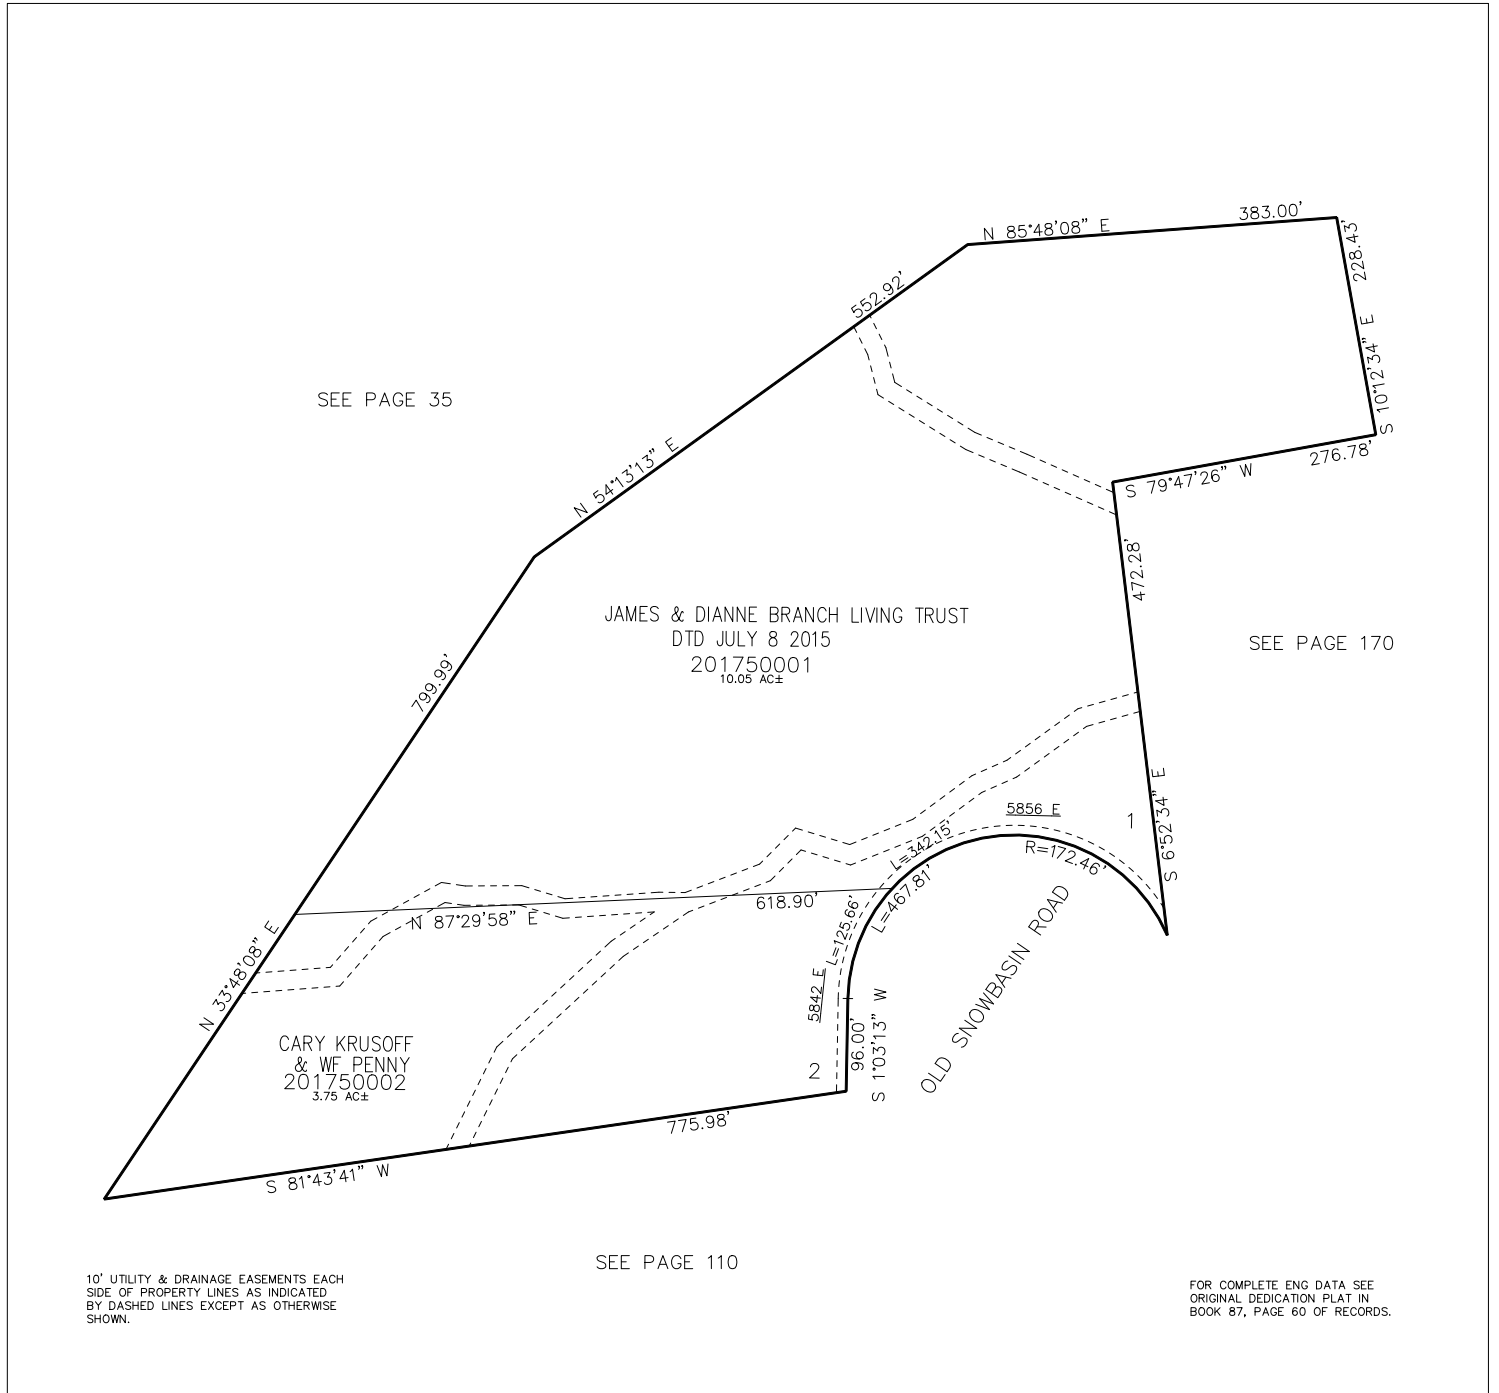 383.00'
N 85°48'08" E
228.43'
552.92'
S 10°12'34" E
SEE PAGE 35
N 54°13'13" E
276.78'
S 79°47'26" W
472.28'
JAMES & DIANNE BRANCH LIVING TRUST
DTD JULY 8 2015
201750001
10.05 AC±
SEE PAGE 170
799.99'
5856 E
1
S 6°52'34" E
L=342.15'
R=172.46'
L=467.81'
618.90'
N 87°29'58" E
L=125.66'
N 33°48'08" E
5842 E
OLD SNOWBASIN ROAD
96.00'
S 1°03'13" W
CARY KRUSOFF
& WF PENNY
201750002
3.75 AC±
2
775.98'
S 81°43'41" W
SEE PAGE 110
10' UTILITY & DRAINAGE EASEMENTS EACH
SIDE OF PROPERTY LINES AS INDICATED
BY DASHED LINES EXCEPT AS OTHERWISE
SHOWN.
FOR COMPLETE ENG DATA SEE
ORIGINAL DEDICATION PLAT IN
BOOK 87, PAGE 60 OF RECORDS.